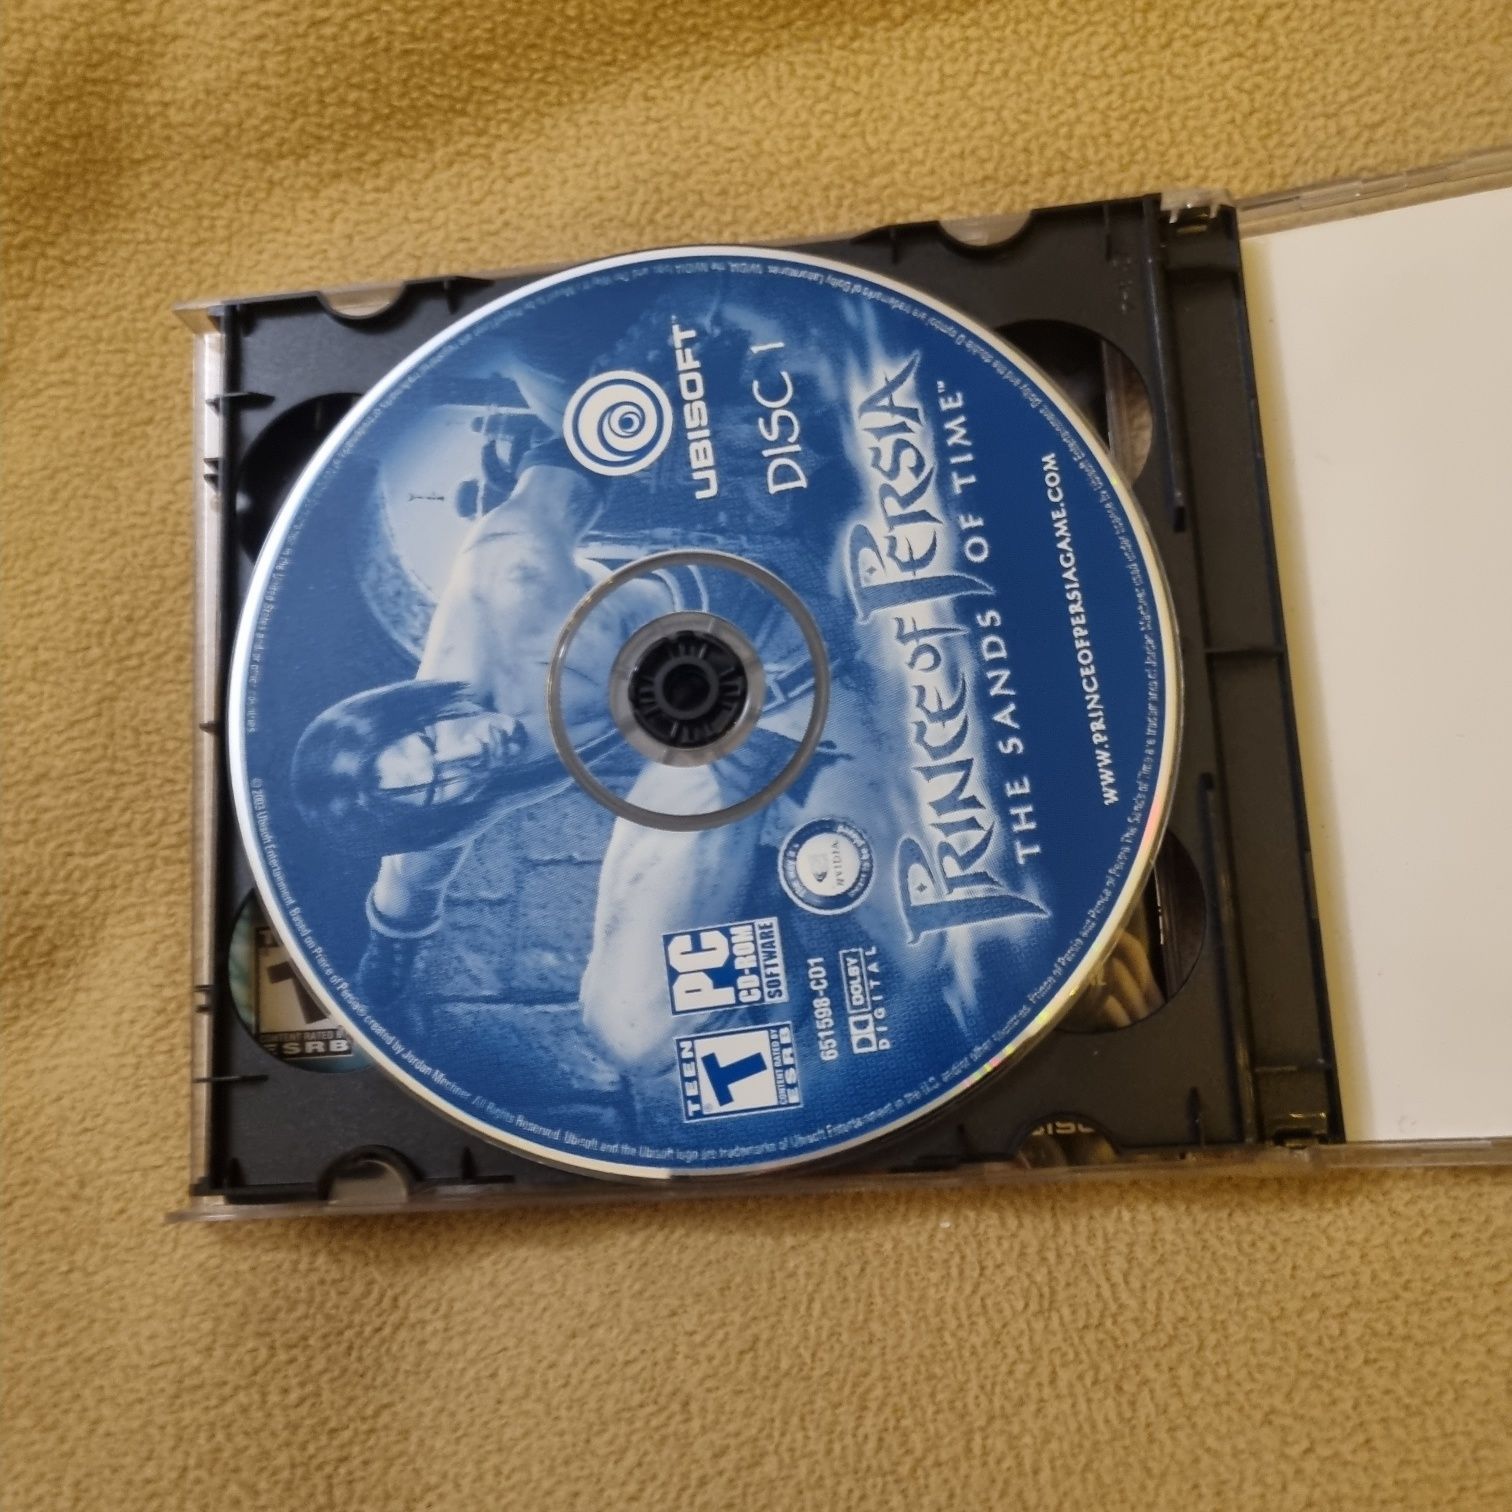 UBISOFT
DISC 1
PRINCE OF PERSIA
THE SANDS OF TIME™
WWW.PRINCEOFPERSIAGAME.COM
NVIDIA
PC
CD-ROM
SOFTWARE
TEEN
T
CONTENT RATED BY
ESRB
651598-CD1
DOLBY
DIGITAL
© 2003 Ubisoft Entertainment. Based on Prince of Persia® created by Jordan Mechner. All Rights Reserved. Ubisoft and the Ubisoft logo are trademarks of Ubisoft Entertainment in the U.S. and/or other countries.
ESRB